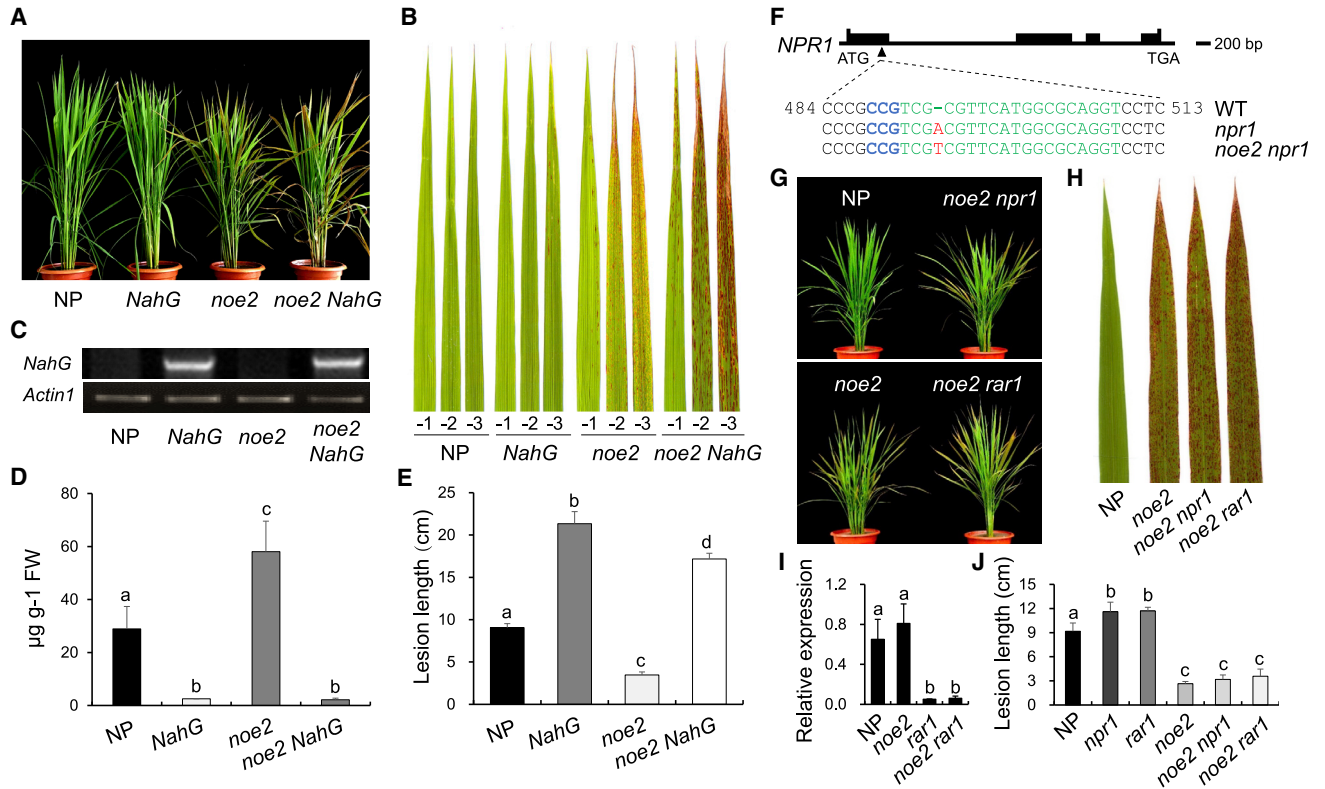 A
NP NahG noe2 noe2 NahG
B
-1 -2 -3 -1 -2 -3 -1 -2 -3 -1 -2 -3
NP NahG noe2 noe2 NahG
C
NahG
Actin1
NP NahG noe2 noe2
NahG
D
µg g-1 FW
80
60
40
20
0
a
b
c
b
NP NahG noe2 noe2 NahG
E
Lesion length (cm)
25
20
15
10
5
0
a
b
c
d
NP NahG noe2 noe2 NahG
F
NPR1
ATG
TGA
200 bp
484 CCCGCCGTCG-CGTTCATGGCGCAGGTCCTC 513 WT
CCCGCCGTCGACGTTCATGGCGCAGGTCCTC npr1
CCCGCCGTCGTCGTTCATGGCGCAGGTCCTC noe2 npr1
G
NP noe2 npr1
noe2 noe2 rar1
H
NP noe2 noe2 npr1 noe2 rar1
I
Relative expression
1.2
0.8
0.4
0.0
a
a
b
b
NP noe2 rar1 noe2 rar1
J
Lesion length (cm)
15
12
9
6
3
0
a
b
b
c
c
c
NP npr1 rar1 noe2 noe2 npr1 noe2 rar1